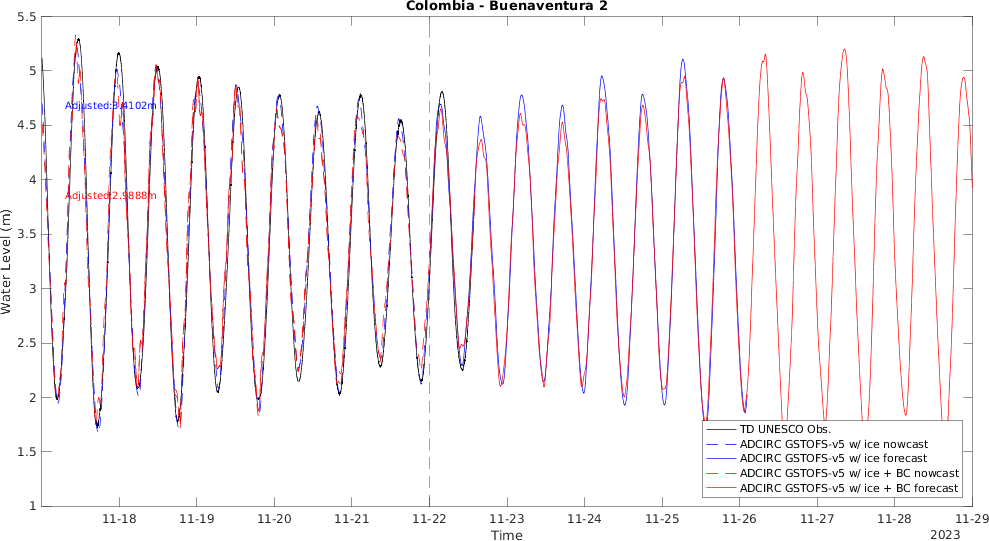 Colombia - Buenaventura 2
5.5
5
4.5
4
3.5
3
2.5
2
1.5
1
Water Level (m)
Adjusted:3.4102m
Adjusted:2.9888m
TD UNESCO Obs.
ADCIRC GSTOFS-v5 w/ ice nowcast
ADCIRC GSTOFS-v5 w/ ice forecast
ADCIRC GSTOFS-v5 w/ ice + BC nowcast
ADCIRC GSTOFS-v5 w/ ice + BC forecast
11-18 11-19 11-20 11-21 11-22 11-23 11-24 11-25 11-26 11-27 11-28 11-29
Time
2023